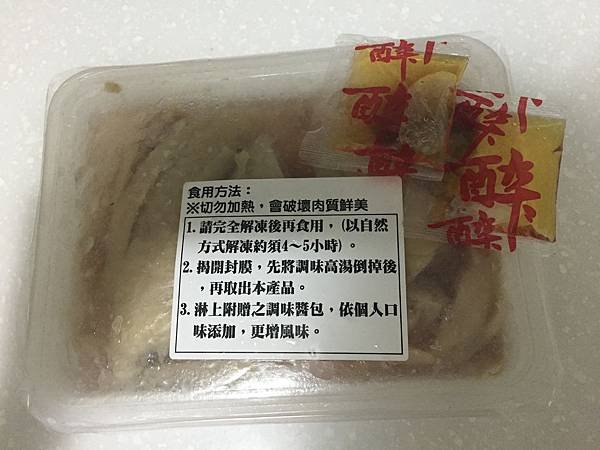 醉
醉
醉
醉
醉
食用方法：
※切勿加熱，會破壞肉質鮮美
1. 請完全解凍後再食用，(以自然
方式解凍約須4～5小時)。
2. 揭開封膜，先將調味高湯倒掉後
，再取出本產品。
3. 淋上附贈之調味醬包，依個人口
味添加，更增風味。